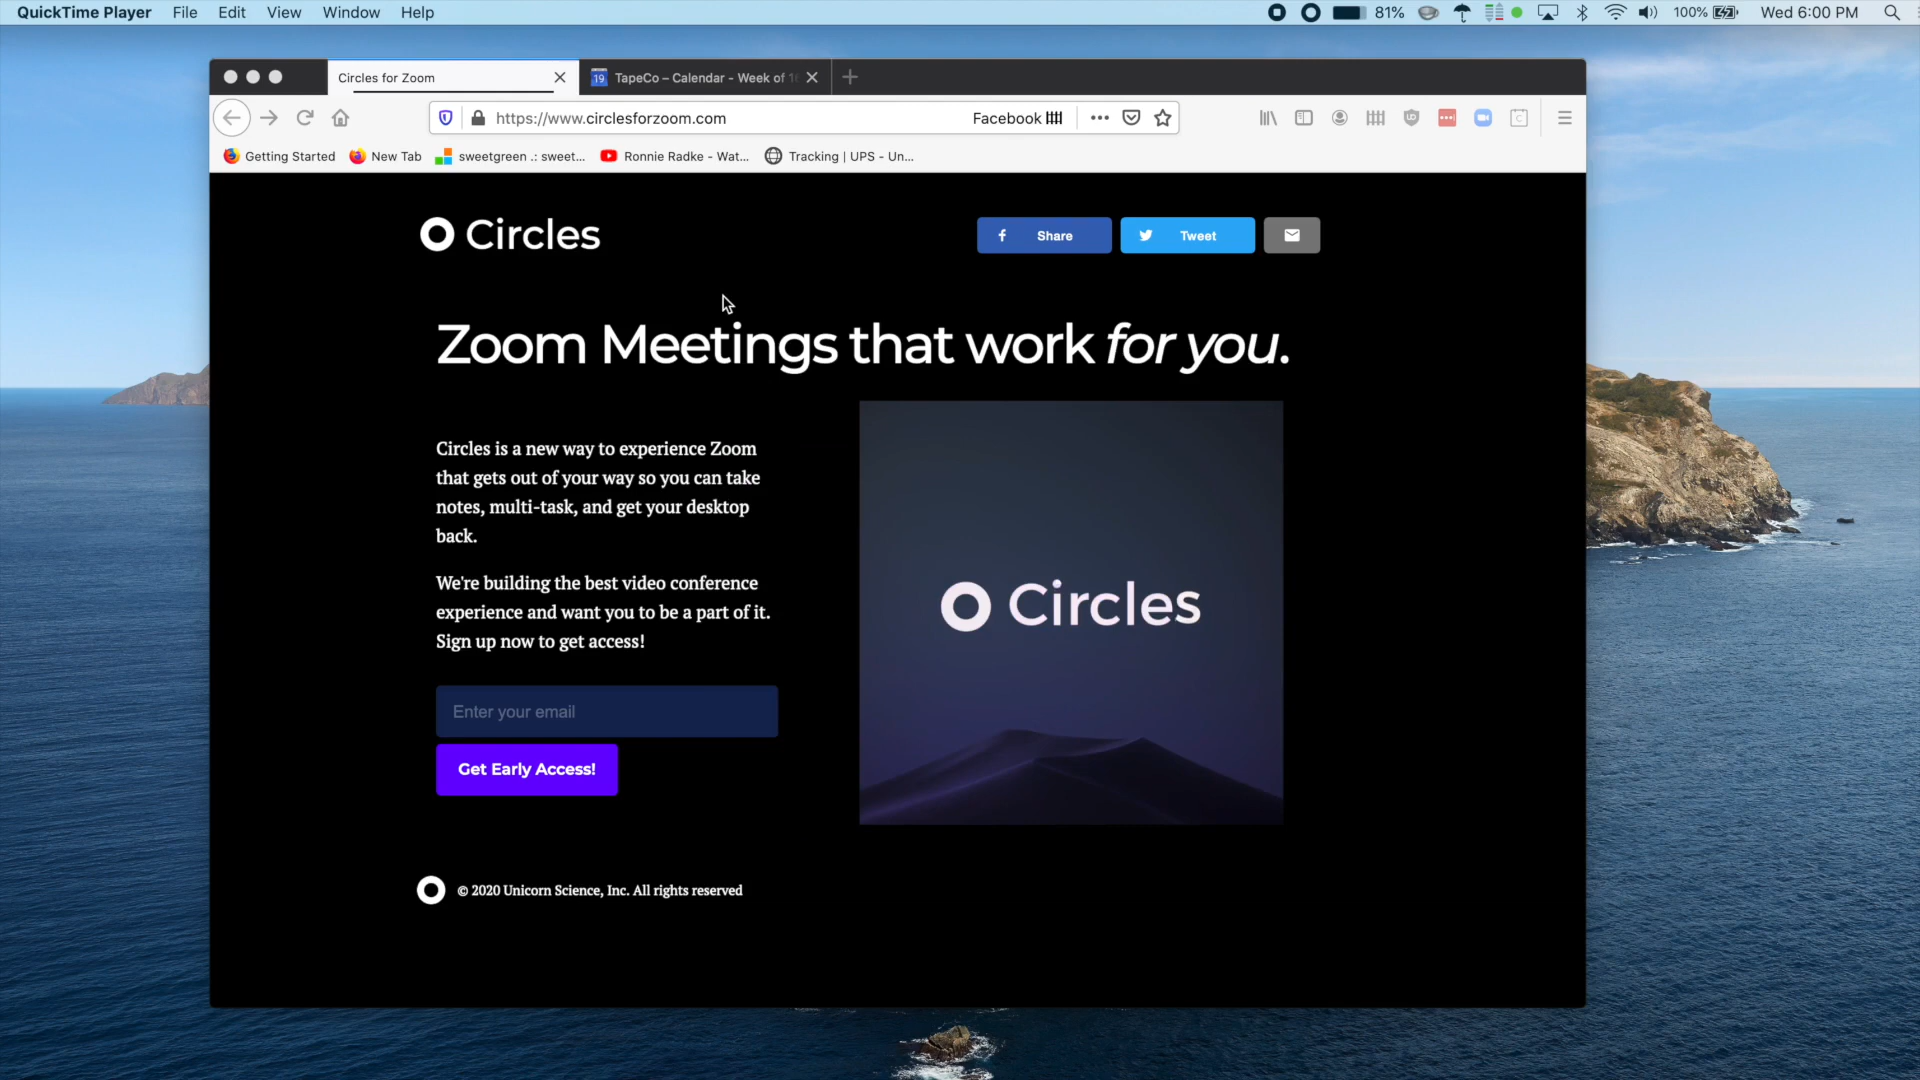 QuickTime Player File Edit View Window Help 81% 100% Wed 6:00 PM
Circles for Zoom
19 TapeCo – Calendar - Week of
https://www.circlesforzoom.com Facebook
Getting Started New Tab sweetgreen .: sweet... Ronnie Radke - Wat... Tracking | UPS - Un...
Circles
Share Tweet
Zoom Meetings that work for you.
Circles is a new way to experience Zoom
that gets out of your way so you can take
notes, multi-task, and get your desktop
back.
We're building the best video conference
experience and want you to be a part of it.
Sign up now to get access!
Enter your email
Get Early Access!
Circles
© 2020 Unicorn Science, Inc. All rights reserved